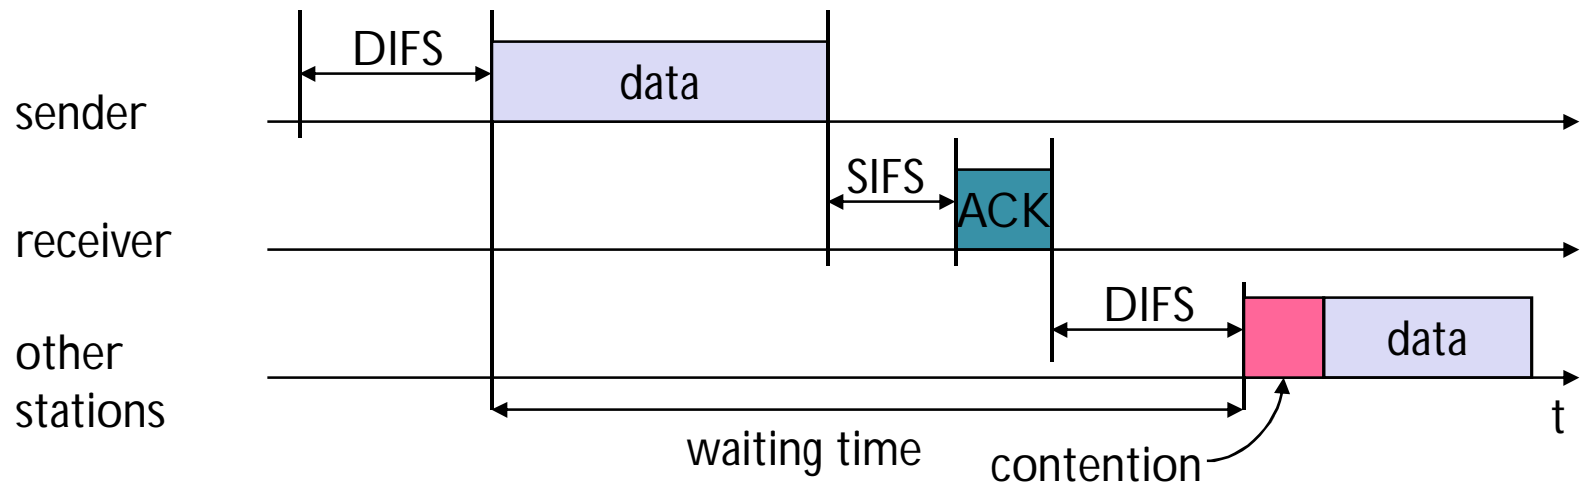 DIFS
data
sender
SIFS
ACK
receiver
DIFS
data
other
stations
t
waiting time
contention